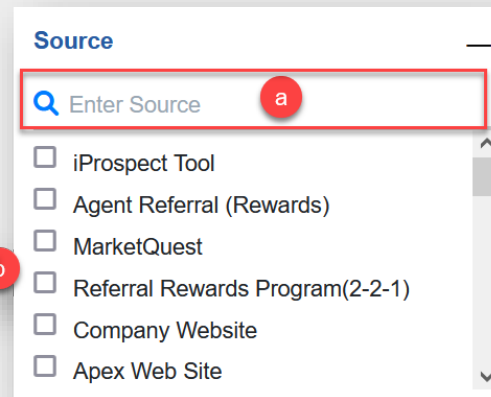 Source
Enter Source
a
iProspect Tool
Agent Referral (Rewards)
MarketQuest
Referral Rewards Program(2-2-1)
Company Website
Apex Web Site